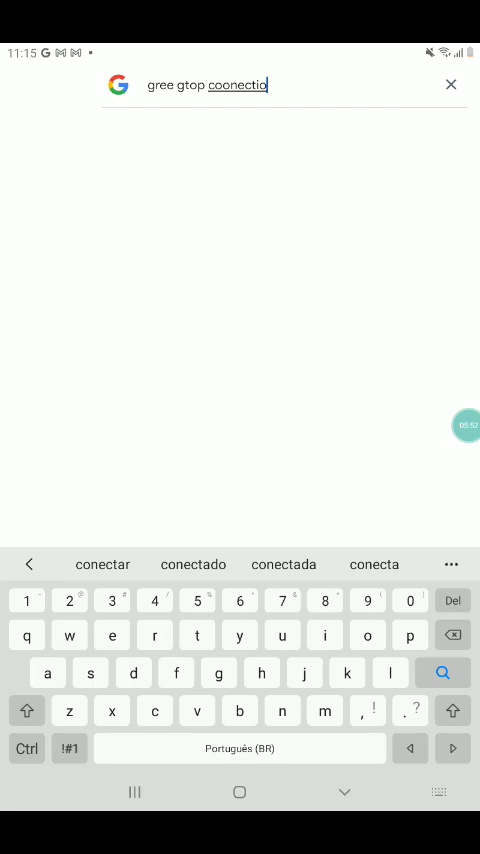 11:15
gree gtop coonectio
05:52
conectar conectado conectada conecta
1 2 3 4 5 6 7 8 9 0 Del
q w e r t y u i o p
a s d f g h j k l
z x c v b n m , ! . ?
Ctrl !#1 Português (BR)